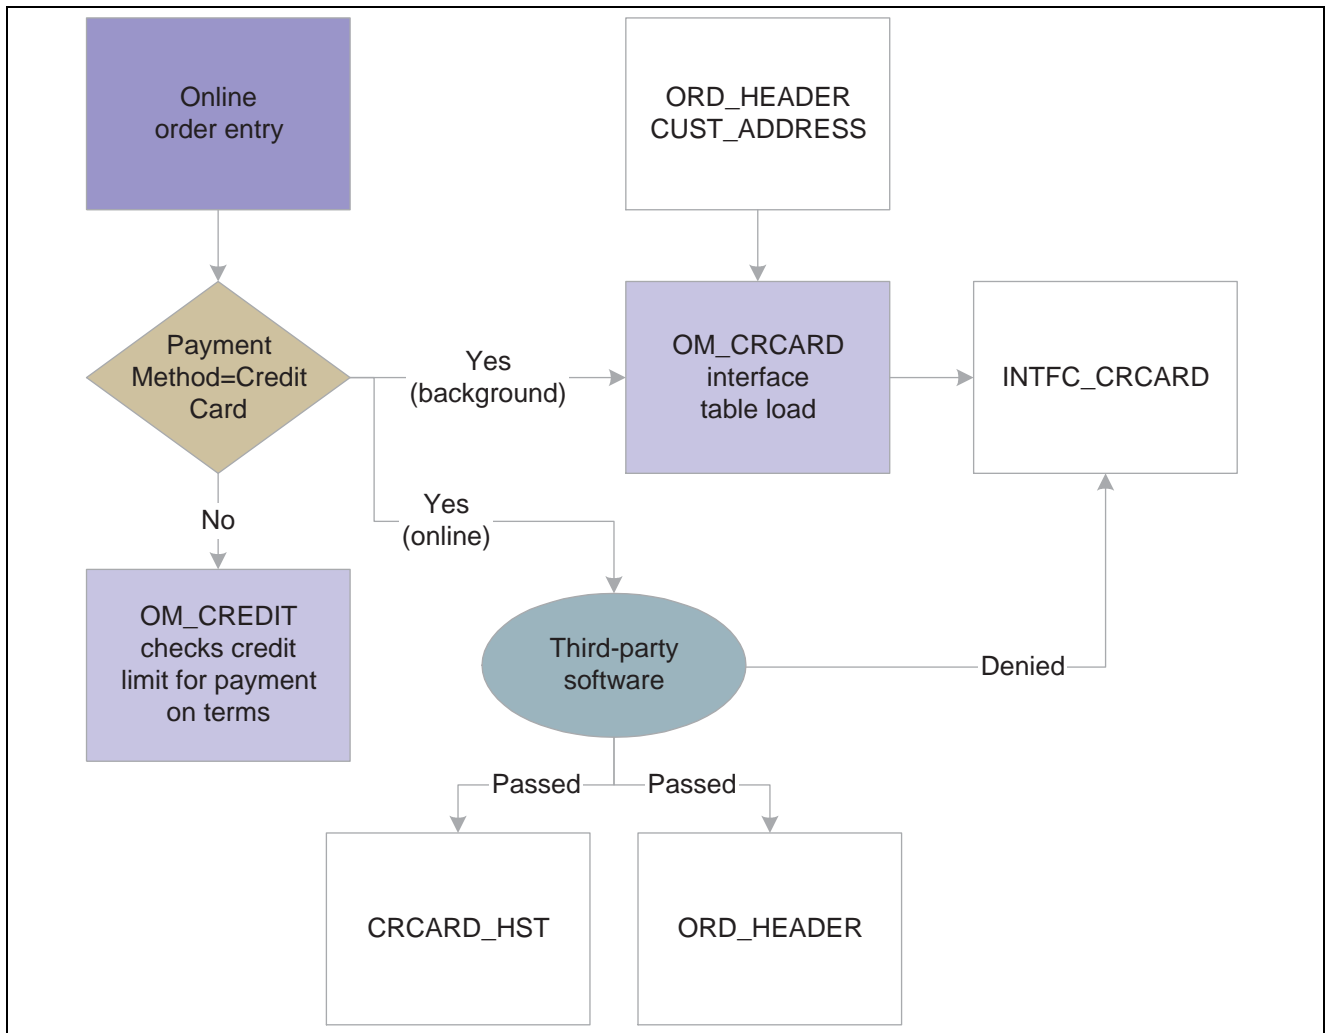 Online
order entry
ORD_HEADER
CUST_ADDRESS
Payment
Method=Credit
Card
Yes
(background)
OM_CRCARD
interface
table load
INTFC_CRCARD
No
Yes
(online)
OM_CREDIT
checks credit
limit for payment
on terms
Third-party
software
Denied
Passed
Passed
CRCARD_HST
ORD_HEADER